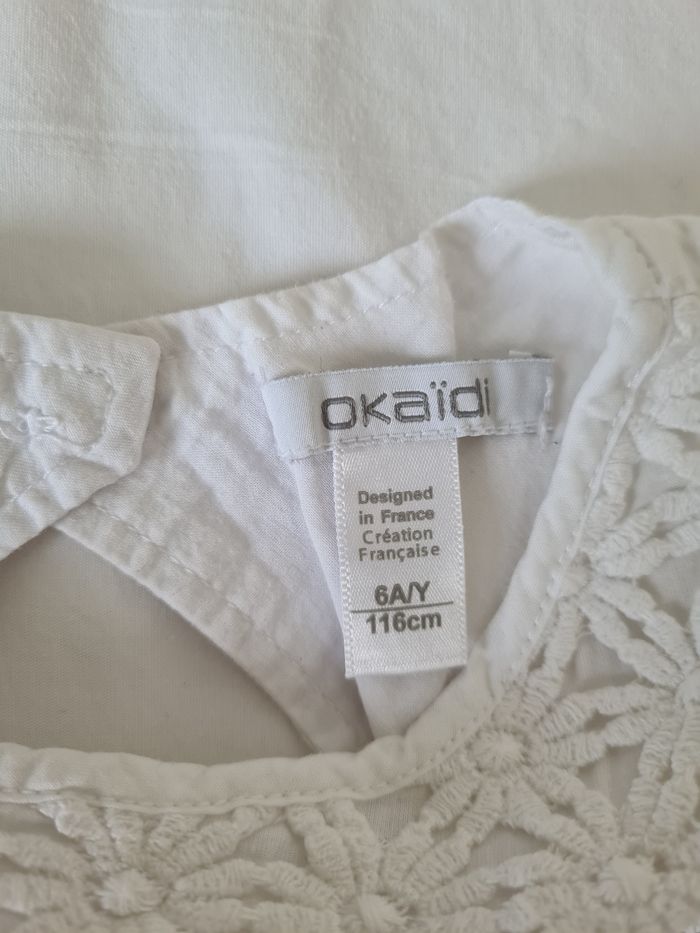 okaïdi
Designed
in France
Création
Française
6A/Y
116cm